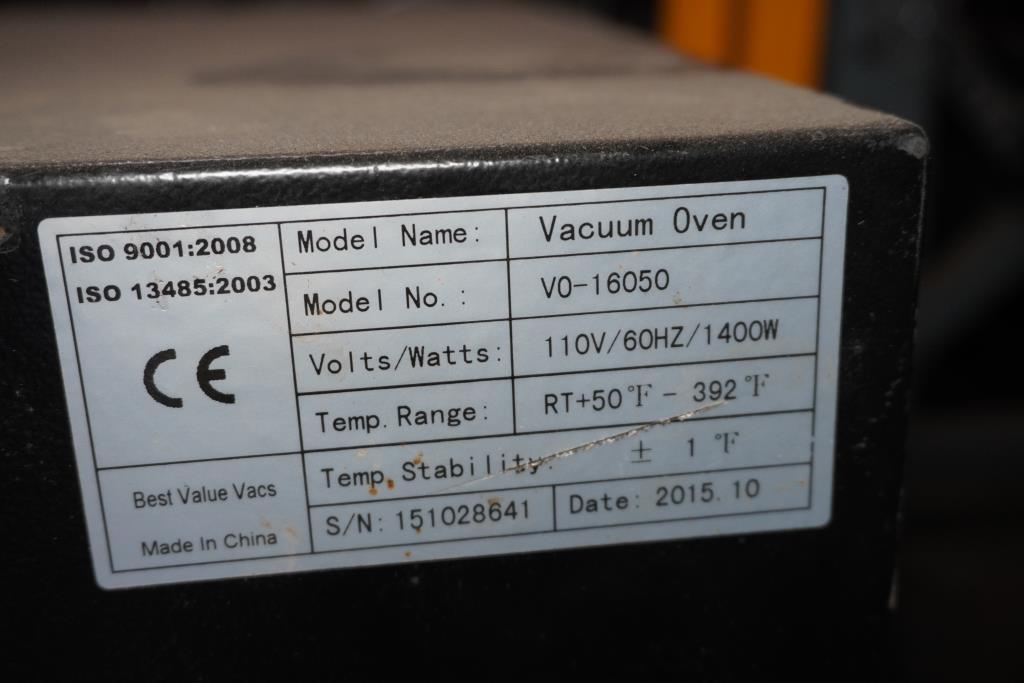 ISO 9001:2008
ISO 13485:2003
CE
Best Value Vacs
Made In China
Model Name: Vacuum Oven
Model No.: VO-16050
Volts/Watts: 110V/60HZ/1400W
Temp. Range: RT+50℉ - 392℉
Temp. Stability: ± 1 ℉
S/N: 151028641 Date: 2015.10